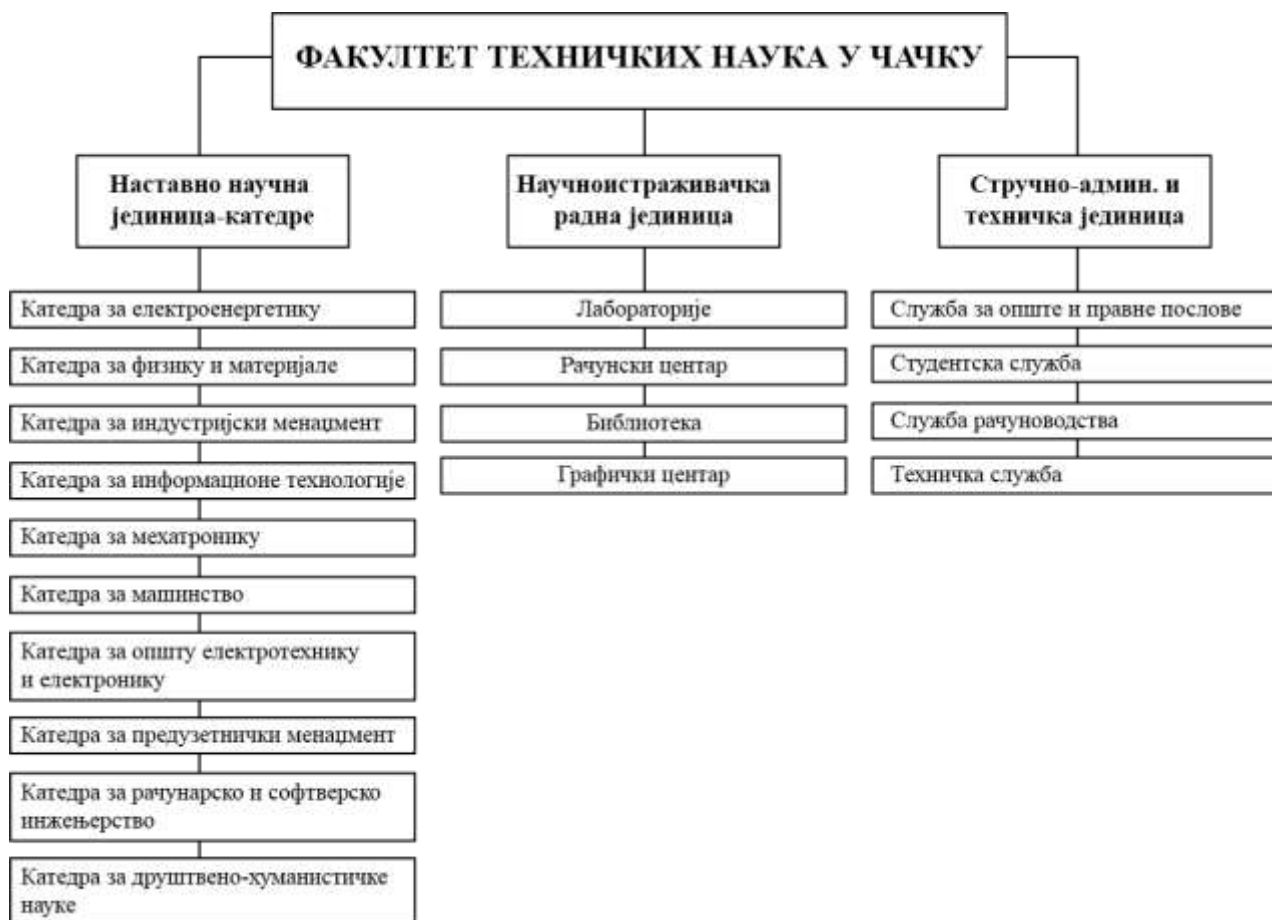 ФАКУЛТЕТ ТЕХНИЧКИХ НАУКА У ЧАЧКУ
Наставно научна
јединица-катедре
Научноистраживачка
радна јединица
Стручно-админ. и
техничка јединица
Катедра за електроенергетику
Катедра за физику и материјале
Катедра за индустријски менаџмент
Катедра за информационе технологије
Катедра за мехатронику
Катедра за машинство
Катедра за општу електротехнику
и електронику
Катедра за предузетнички менаџмент
Катедра за рачунарско и софтверско
инжењерство
Катедра за друштвено-хуманистичке
науке
Лабораторије
Рачунски центар
Библиотека
Графички центар
Служба за опште и правне послове
Студентска служба
Служба рачуноводства
Техничка служба